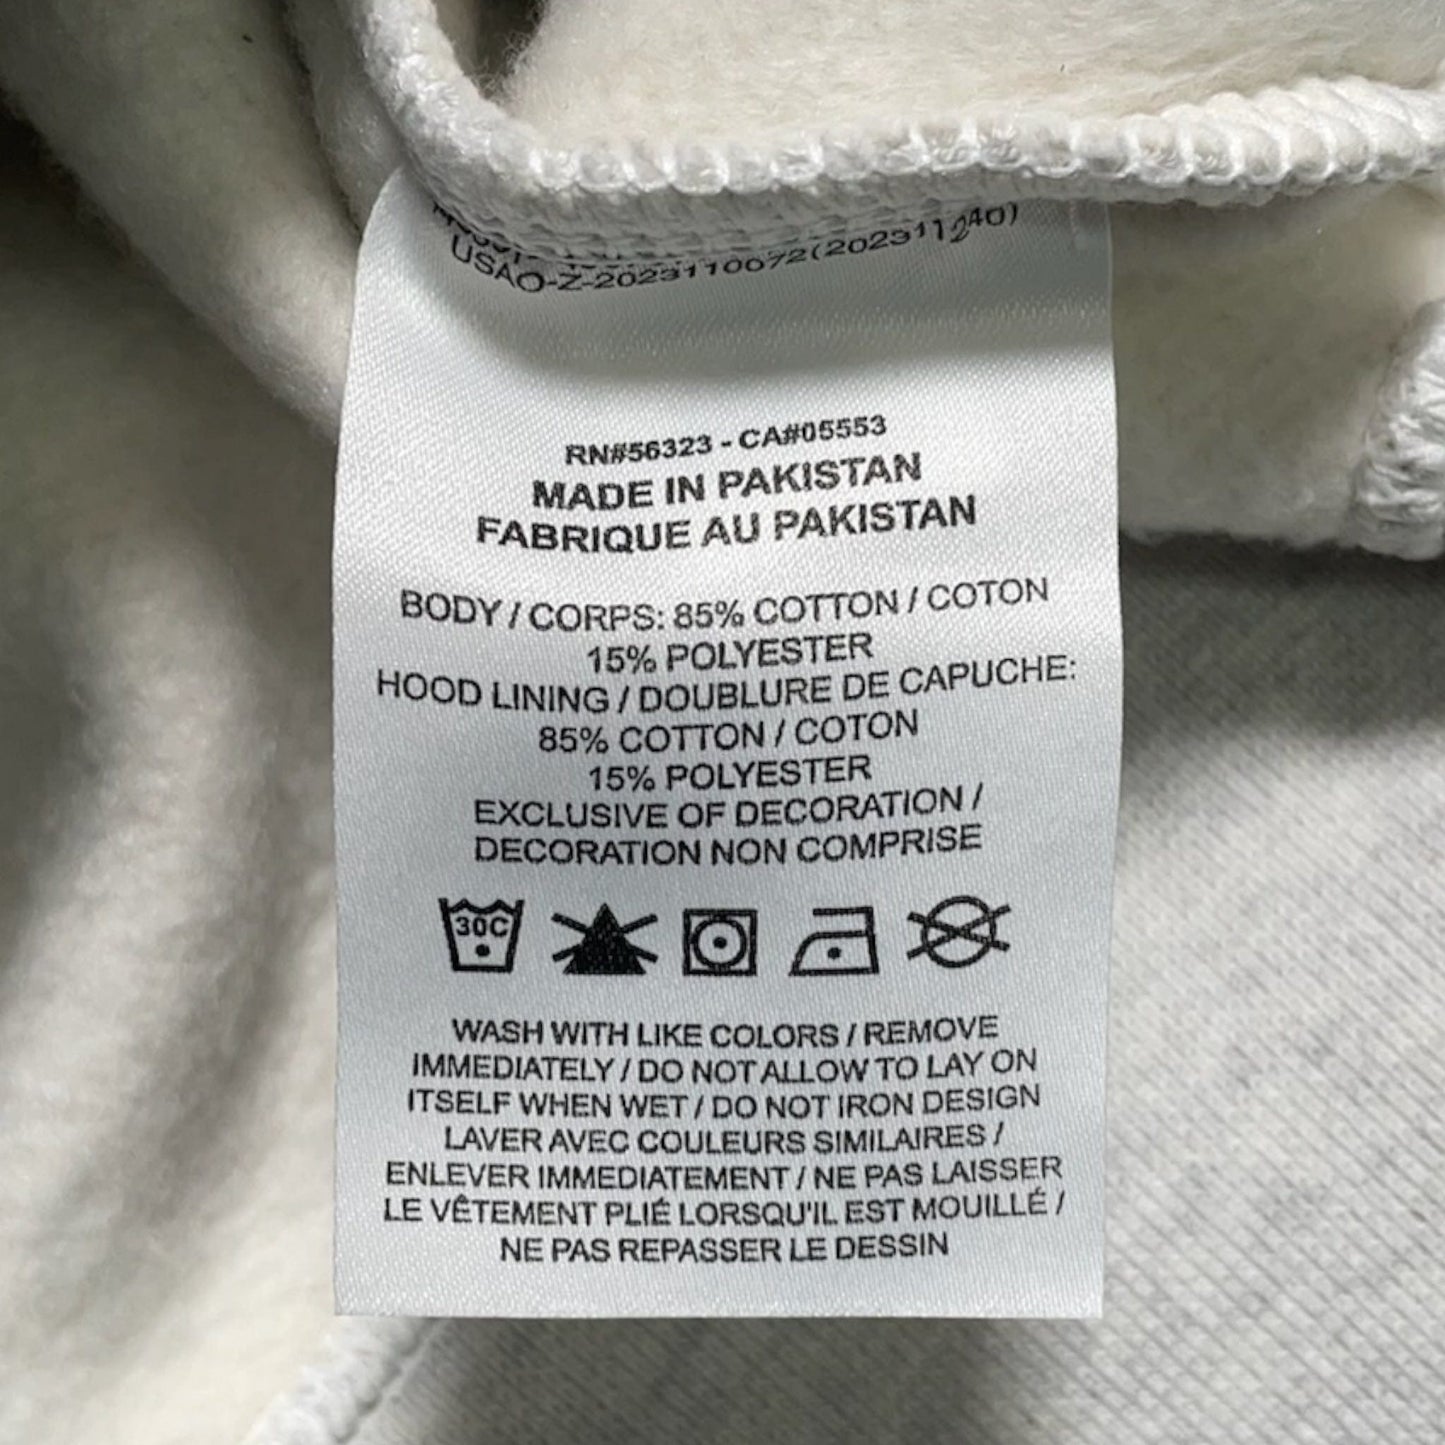 USAO-Z-2023110072(20231240)
RN#56323 - CA#05553
MADE IN PAKISTAN
FABRIQUE AU PAKISTAN
BODY / CORPS: 85% COTTON / COTON
15% POLYESTER
HOOD LINING / DOUBLURE DE CAPUCHE:
85% COTTON / COTON
15% POLYESTER
EXCLUSIVE OF DECORATION /
DECORATION NON COMPRISE
30C
WASH WITH LIKE COLORS / REMOVE
IMMEDIATELY / DO NOT ALLOW TO LAY ON
ITSELF WHEN WET / DO NOT IRON DESIGN
LAVER AVEC COULEURS SIMILAIRES /
ENLEVER IMMEDIATEMENT / NE PAS LAISSER
LE VÊTEMENT PLIÉ LORSQU'IL EST MOUILLÉ /
NE PAS REPASSER LE DESSIN